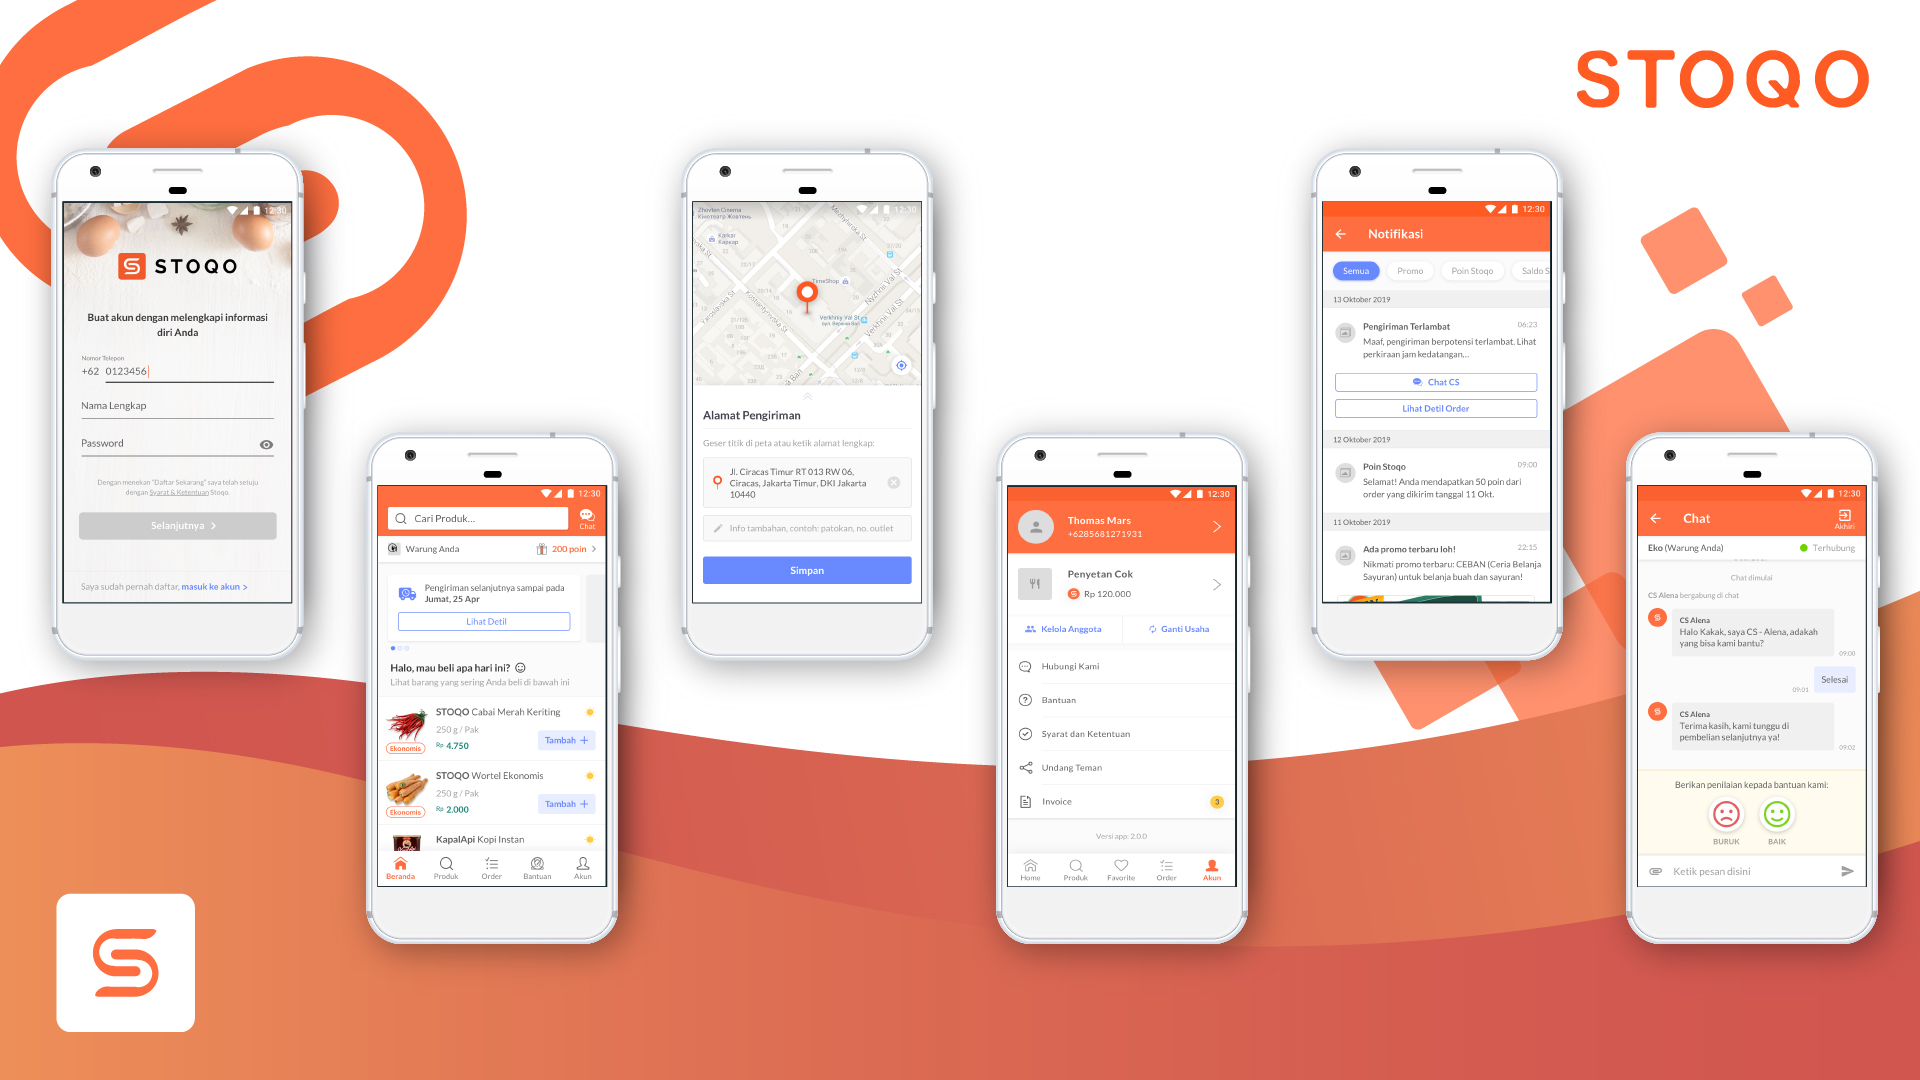 STOQO
12:30
STOQO
Buat akun dengan melengkapi informasi
diri Anda
Nomor Telepon
+62 0123456
Nama Lengkap
Password
Dengan menekan "Daftar Sekarang" saya telah setuju
dengan Syarat & Ketentuan Stoqo.
Selanjutnya
Saya sudah pernah daftar, masuk ke akun >
12:30
Cari Produk...
Chat
Warung Anda
200 poin
Pengiriman selanjutnya sampai pada
Jumat, 25 Apr
Lihat Detil
Halo, mau beli apa hari ini?
Lihat barang yang sering Anda beli di bawah ini
STOQO Cabai Merah Keriting
250 g / Pak
Rp 4.750
Ekonomis
Tambah +
STOQO Wortel Ekonomis
250 g / Pak
Rp 2.000
Ekonomis
Tambah +
KapalApi Kopi Instan
Beranda
Produk
Order
Bantuan
Akun
12:30
Zhovten Cinema
Кінотеатр Жовтень
Karkar
Каркар
TimeShop
Verkhniy Val St
Alamat Pengiriman
Geser titik di peta atau ketik alamat lengkap:
Jl. Ciracas Timur RT 013 RW 06,
Ciracas, Jakarta Timur, DKI Jakarta
10440
Info tambahan, contoh: patokan, no. outlet
Simpan
12:30
Thomas Mars
+6285681271931
Penyetan Cok
Rp 120.000
Kelola Anggota
Ganti Usaha
Hubungi Kami
Bantuan
Syarat dan Ketentuan
Undang Teman
Invoice
3
Versi app: 2.0.0
Home
Produk
Favorite
Order
Akun
12:30
Notifikasi
Semua
Promo
Poin Stoqo
Saldo S
13 Oktober 2019
Pengiriman Terlambat
06:23
Maaf, pengiriman berpotensi terlambat. Lihat
perkiraan jam kedatangan...
Chat CS
Lihat Detil Order
12 Oktober 2019
Poin Stoqo
09:00
Selamat! Anda mendapatkan 50 poin dari
order yang dikirim tanggal 11 Okt.
11 Oktober 2019
Ada promo terbaru loh!
22:15
Nikmati promo terbaru: CEBAN (Ceria Belanja
Sayuran) untuk belanja buah dan sayuran!
12:30
Chat
Akhiri
Eko (Warung Anda)
Terhubung
Chat dimulai
CS Alena bergabung di chat
CS Alena
Halo Kakak, saya CS - Alena, adakah
yang bisa kami bantu?
09:00
Selesai
09:01
CS Alena
Terima kasih, kami tunggu di
pembelian selanjutnya ya!
09:02
Berikan penilaian kepada bantuan kami:
BURUK
BAIK
Ketik pesan disini